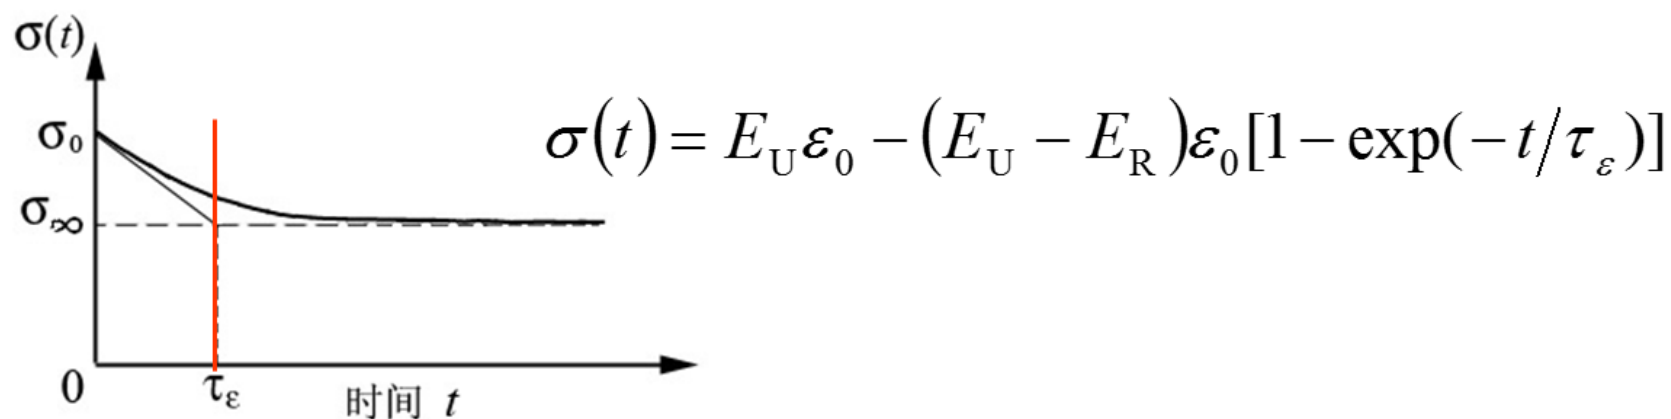 σ(t)
σ₀
σ∞
0
τε
时间 t
σ(t) = E_U ε₀ − (E_U − E_R)ε₀[1 − exp(−t/τ_ε)]